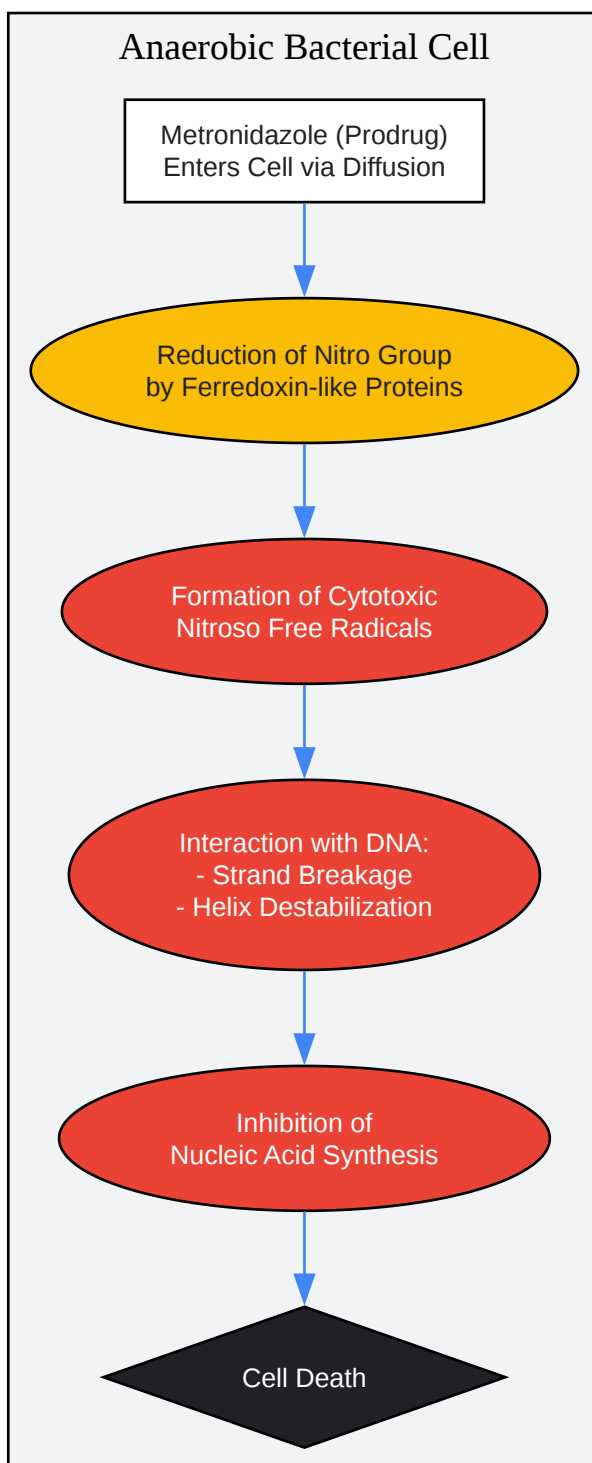 Anaerobic Bacterial Cell
Metronidazole (Prodrug)
Enters Cell via Diffusion
Reduction of Nitro Group
by Ferredoxin-like Proteins
Formation of Cytotoxic
Nitroso Free Radicals
Interaction with DNA:
- Strand Breakage
- Helix Destabilization
Inhibition of
Nucleic Acid Synthesis
Cell Death